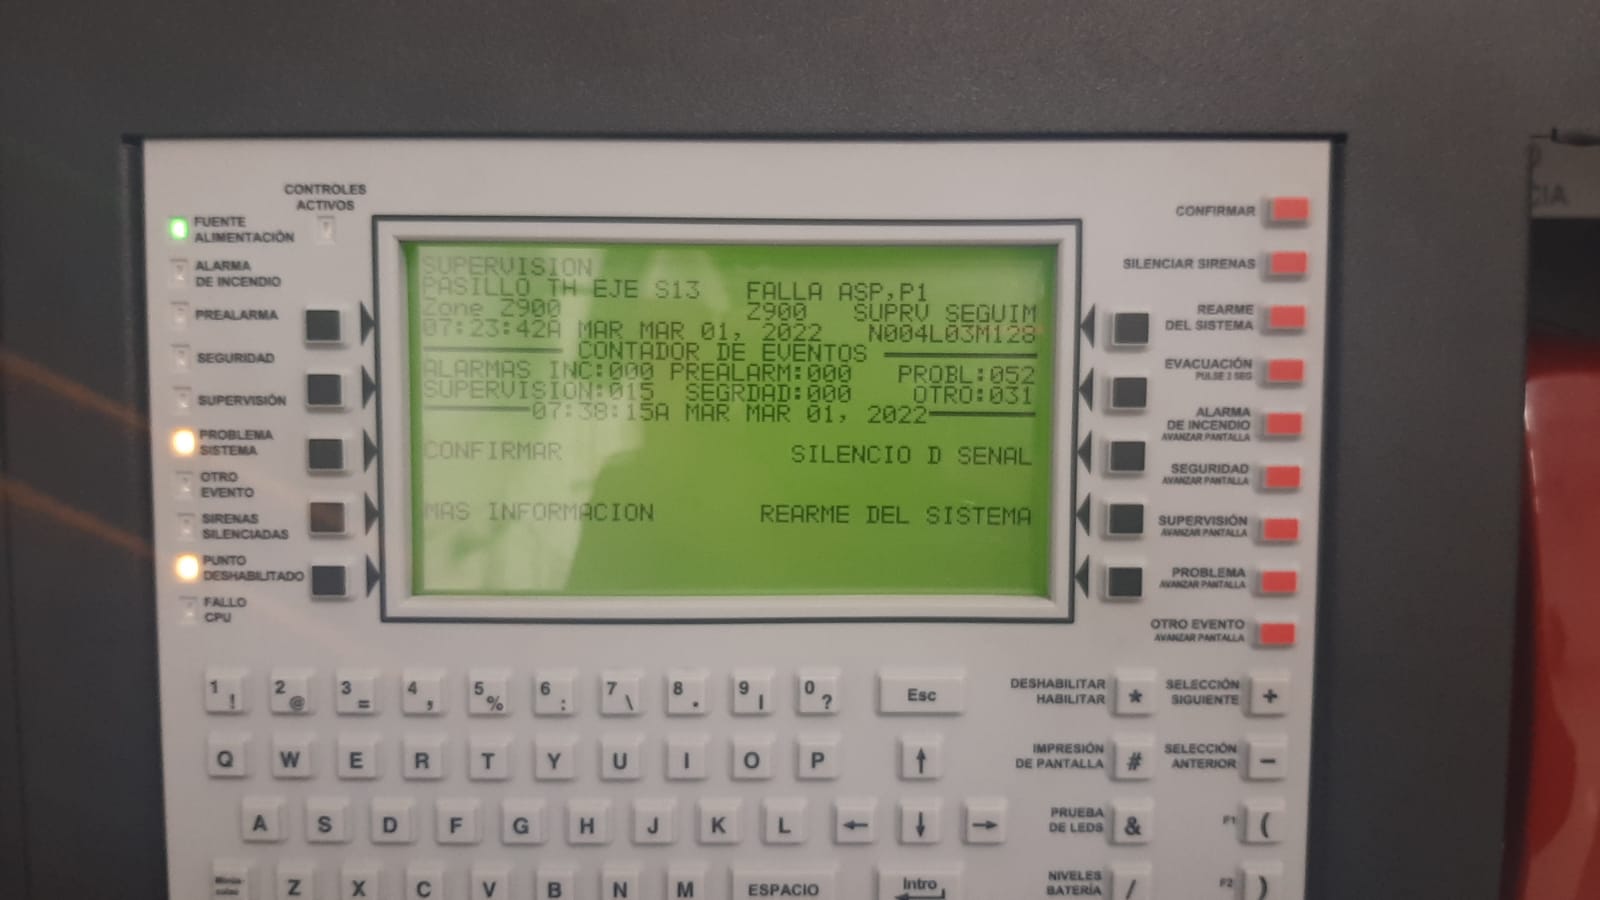 CONTROLES
ACTIVOS
FUENTE
ALIMENTACIÓN
ALARMA
DE INCENDIO
PREALARMA
SEGURIDAD
SUPERVISIÓN
PROBLEMA
SISTEMA
OTRO
EVENTO
SIRENAS
SILENCIADAS
PUNTO
DESHABILITADO
FALLO
CPU
SUPERVISION
PASILLO TH EJE S13 FALLA ASP,P1
Zone Z900 Z900 SUPRV SEGUIM
07:23:42A MAR MAR 01, 2022 N004L03M128
CONTADOR DE EVENTOS
ALARMAS INC:000 PREALARM:000 PROBL:052
SUPERVISION:015 SEGRDAD:000 OTRO:031
07:38:15A MAR MAR 01, 2022
CONFIRMAR SILENCIO D SENAL
MAS INFORMACION REARME DEL SISTEMA
CONFIRMAR
SILENCIAR SIRENAS
REARME
DEL SISTEMA
EVACUACIÓN
PULSE 2 SEG
ALARMA
DE INCENDIO
AVANZAR PANTALLA
SEGURIDAD
AVANZAR PANTALLA
SUPERVISIÓN
AVANZAR PANTALLA
PROBLEMA
AVANZAR PANTALLA
OTRO EVENTO
AVANZAR PANTALLA
1 ! 2 @ 3 = 4 , 5 % 6 : 7 \ 8 . 9 | 0 ? Esc
DESHABILITAR
HABILITAR *
SELECCIÓN
SIGUIENTE +
Q W E R T Y U I O P ↑
IMPRESIÓN
DE PANTALLA #
SELECCIÓN
ANTERIOR −
A S D F G H J K L ← ↓ →
PRUEBA
DE LEDS &
F1 (
Z X C V B N M ESPACIO Intro
NIVELES
BATERÍA /
F2 )
CIA